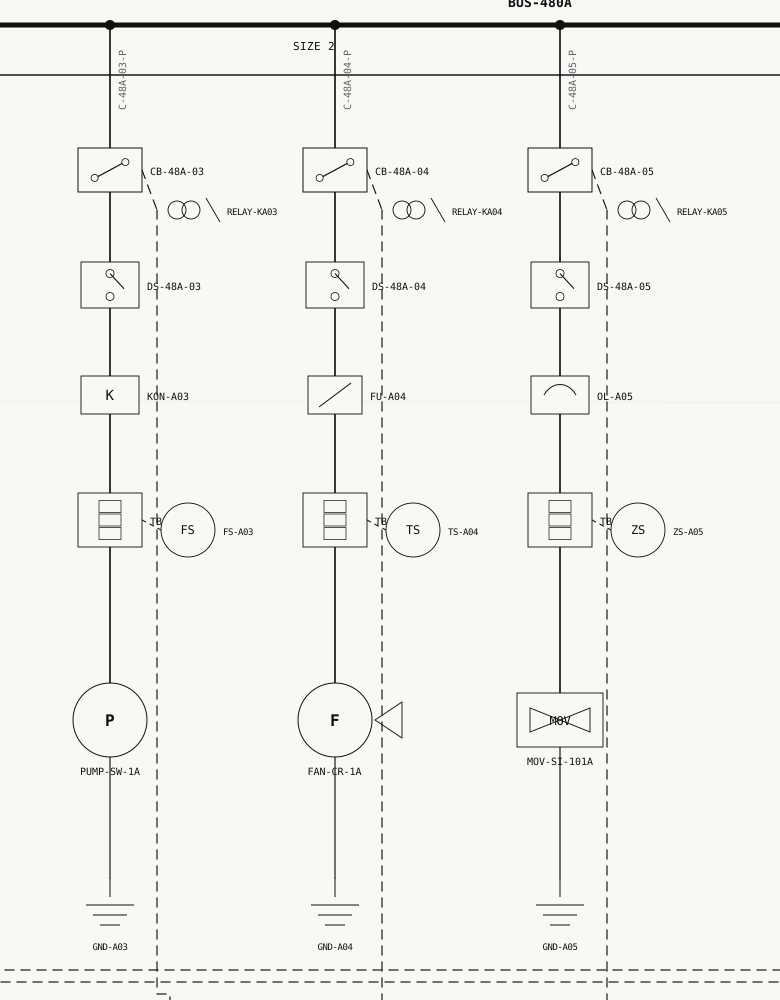 BUS-480A
SIZE 2
C-48A-03-P
C-48A-04-P
C-48A-05-P
CB-48A-03
CB-48A-04
CB-48A-05
RELAY-KA03
RELAY-KA04
RELAY-KA05
DS-48A-03
DS-48A-04
DS-48A-05
K
KON-A03
FU-A04
OL-A05
TB
FS
FS-A03
TB
TS
TS-A04
TB
ZS
ZS-A05
P
F
MOV
PUMP-SW-1A
FAN-CR-1A
MOV-SI-101A
GND-A03
GND-A04
GND-A05